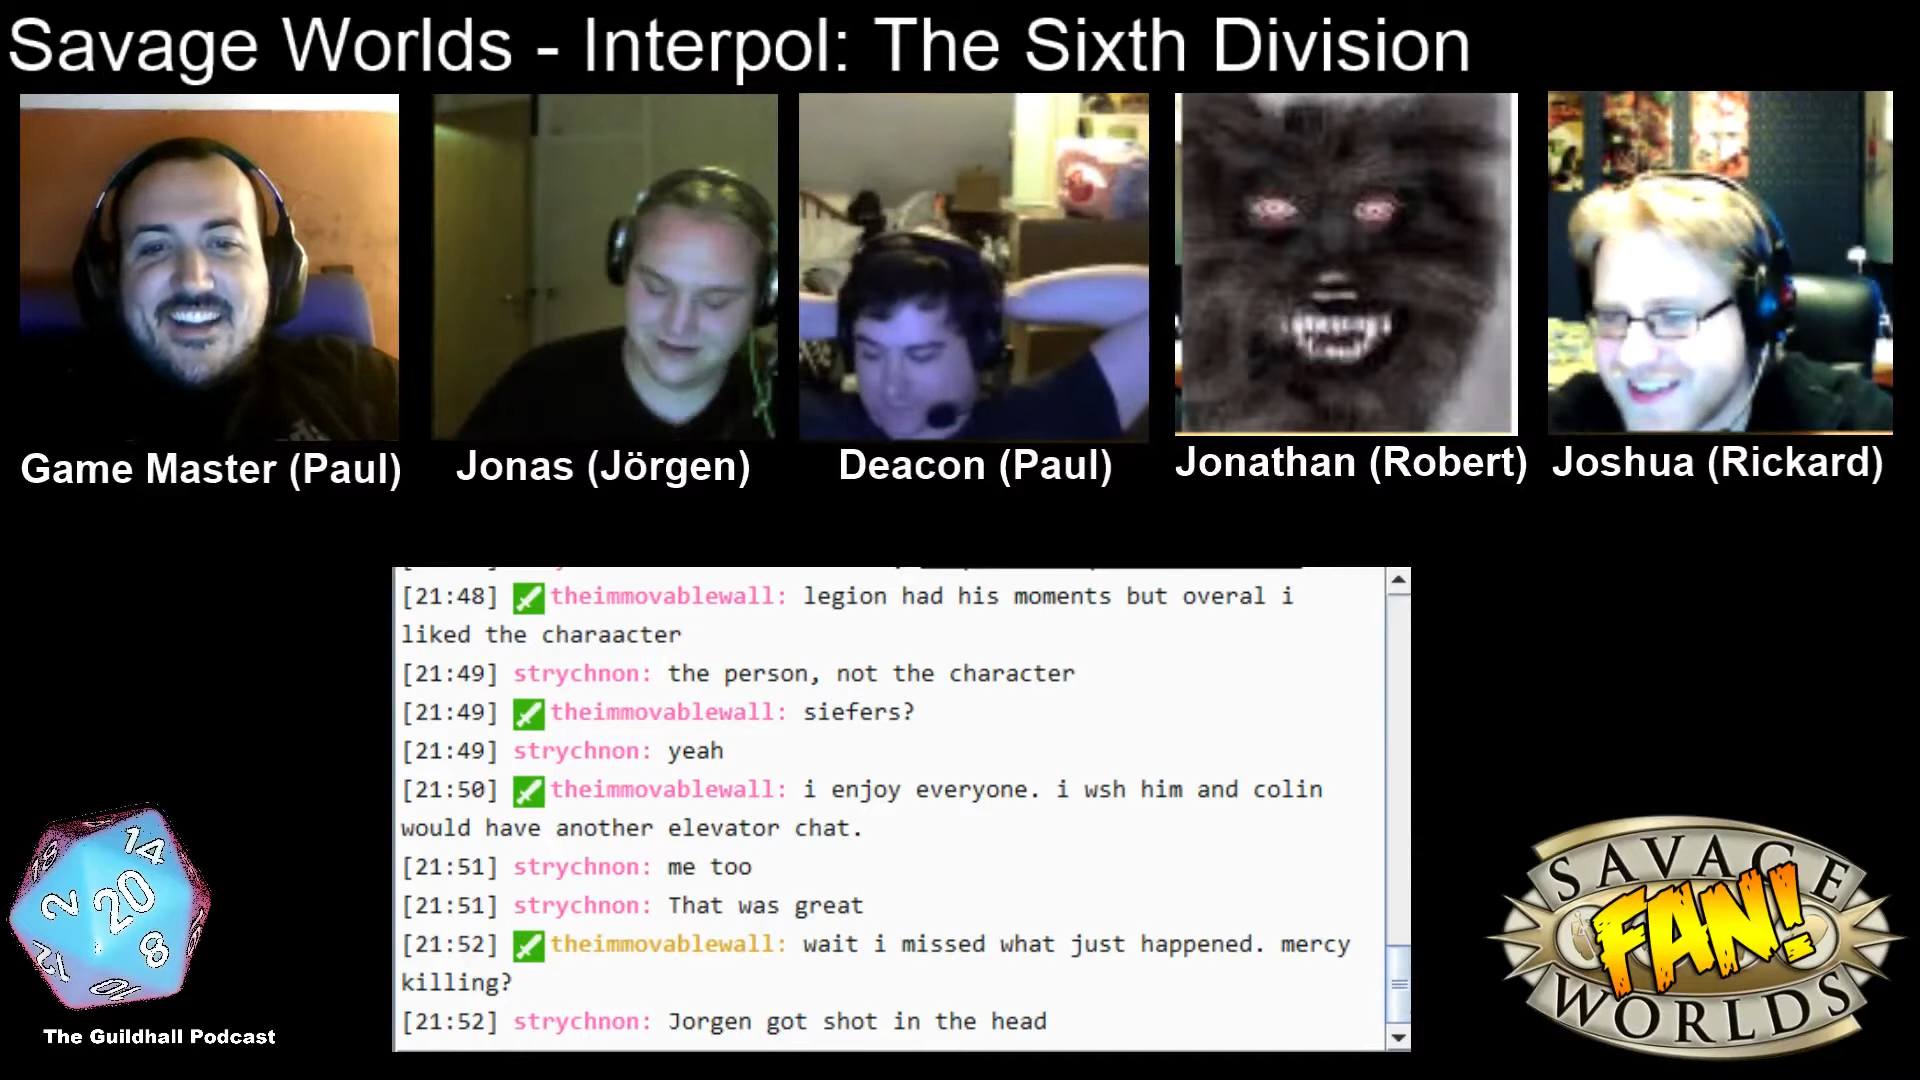 Savage Worlds - Interpol: The Sixth Division
Game Master (Paul)
Jonas (Jörgen)
Deacon (Paul)
Jonathan (Robert)
Joshua (Rickard)
[21:48] theimmovablewall: legion had his moments but overal i
liked the charaacter
[21:49] strychnon: the person, not the character
[21:49] theimmovablewall: siefers?
[21:49] strychnon: yeah
[21:50] theimmovablewall: i enjoy everyone. i wsh him and colin
would have another elevator chat.
[21:51] strychnon: me too
[21:51] strychnon: That was great
[21:52] theimmovablewall: wait i missed what just happened. mercy
killing?
[21:52] strychnon: Jorgen got shot in the head
14
19
2
20
8
12
10
The Guildhall Podcast
SAVAGE
FAN!
WORLDS